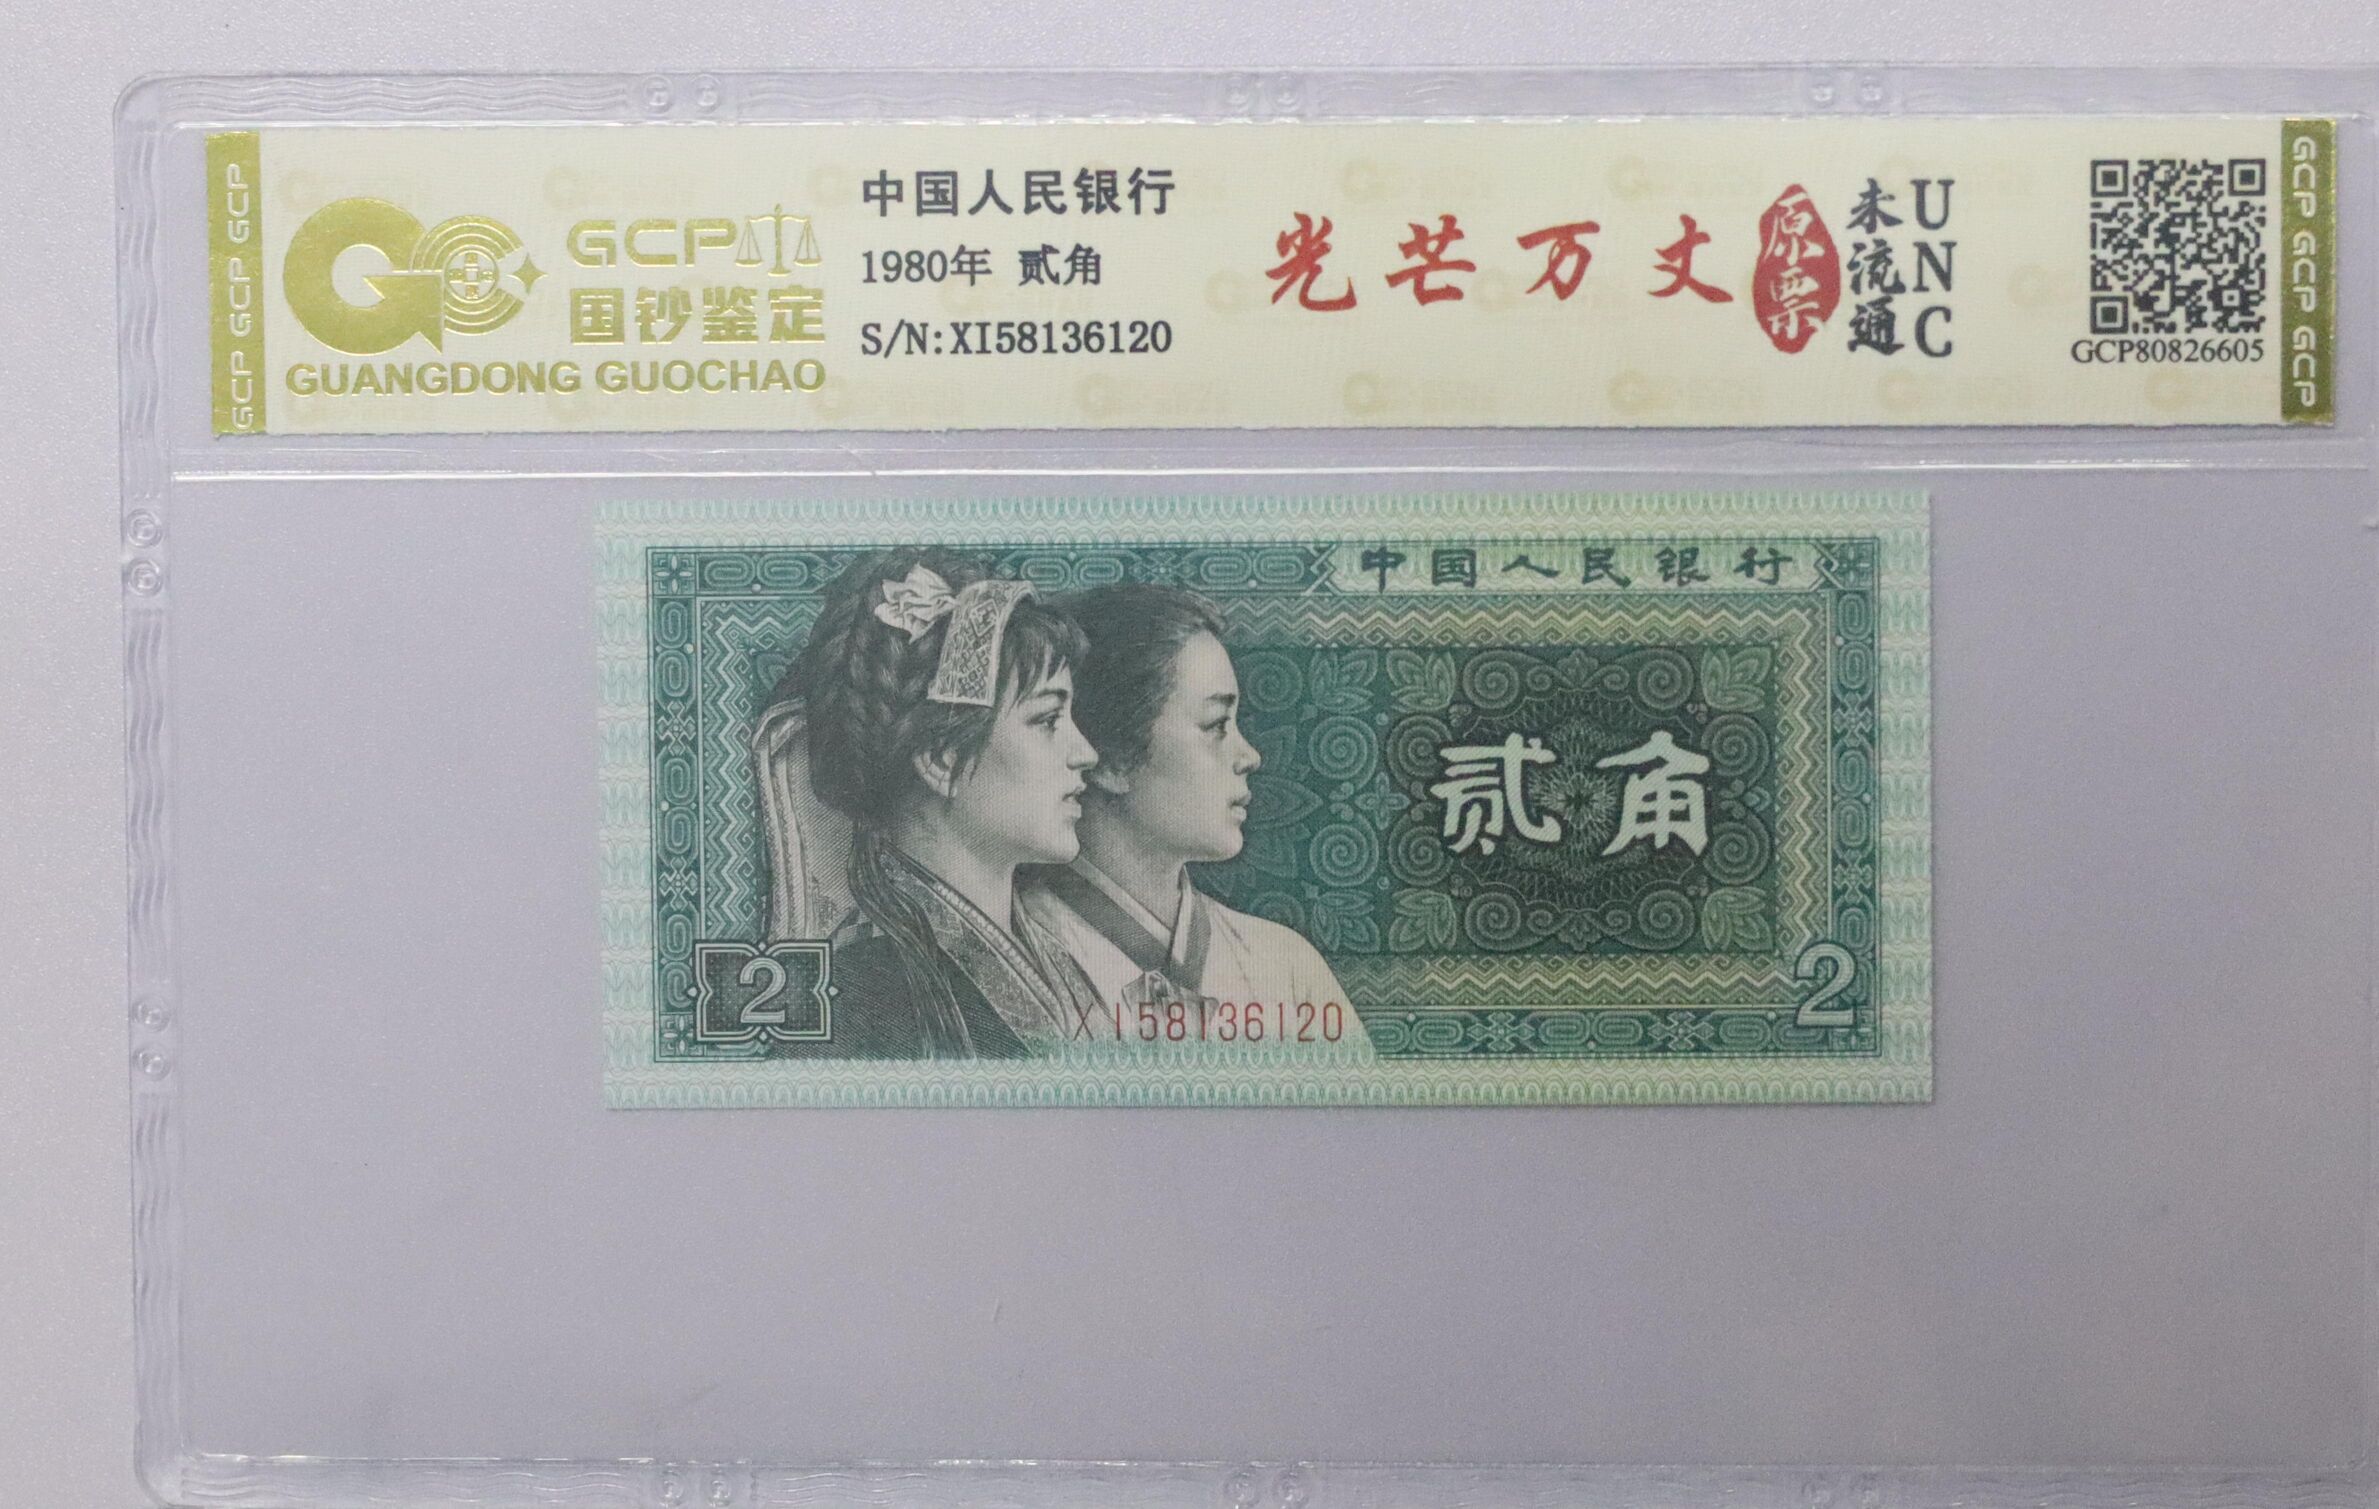 GCP GCP GCP
GCP
国钞鉴定
GUANGDONG GUOCHAO
中国人民银行
1980年 贰角
S/N:XI58136120
光芒万丈
原票
未流通
UNC
GCP80826605
GCP GCP GCP
中国人民银行
贰角
2
2
XI58136120